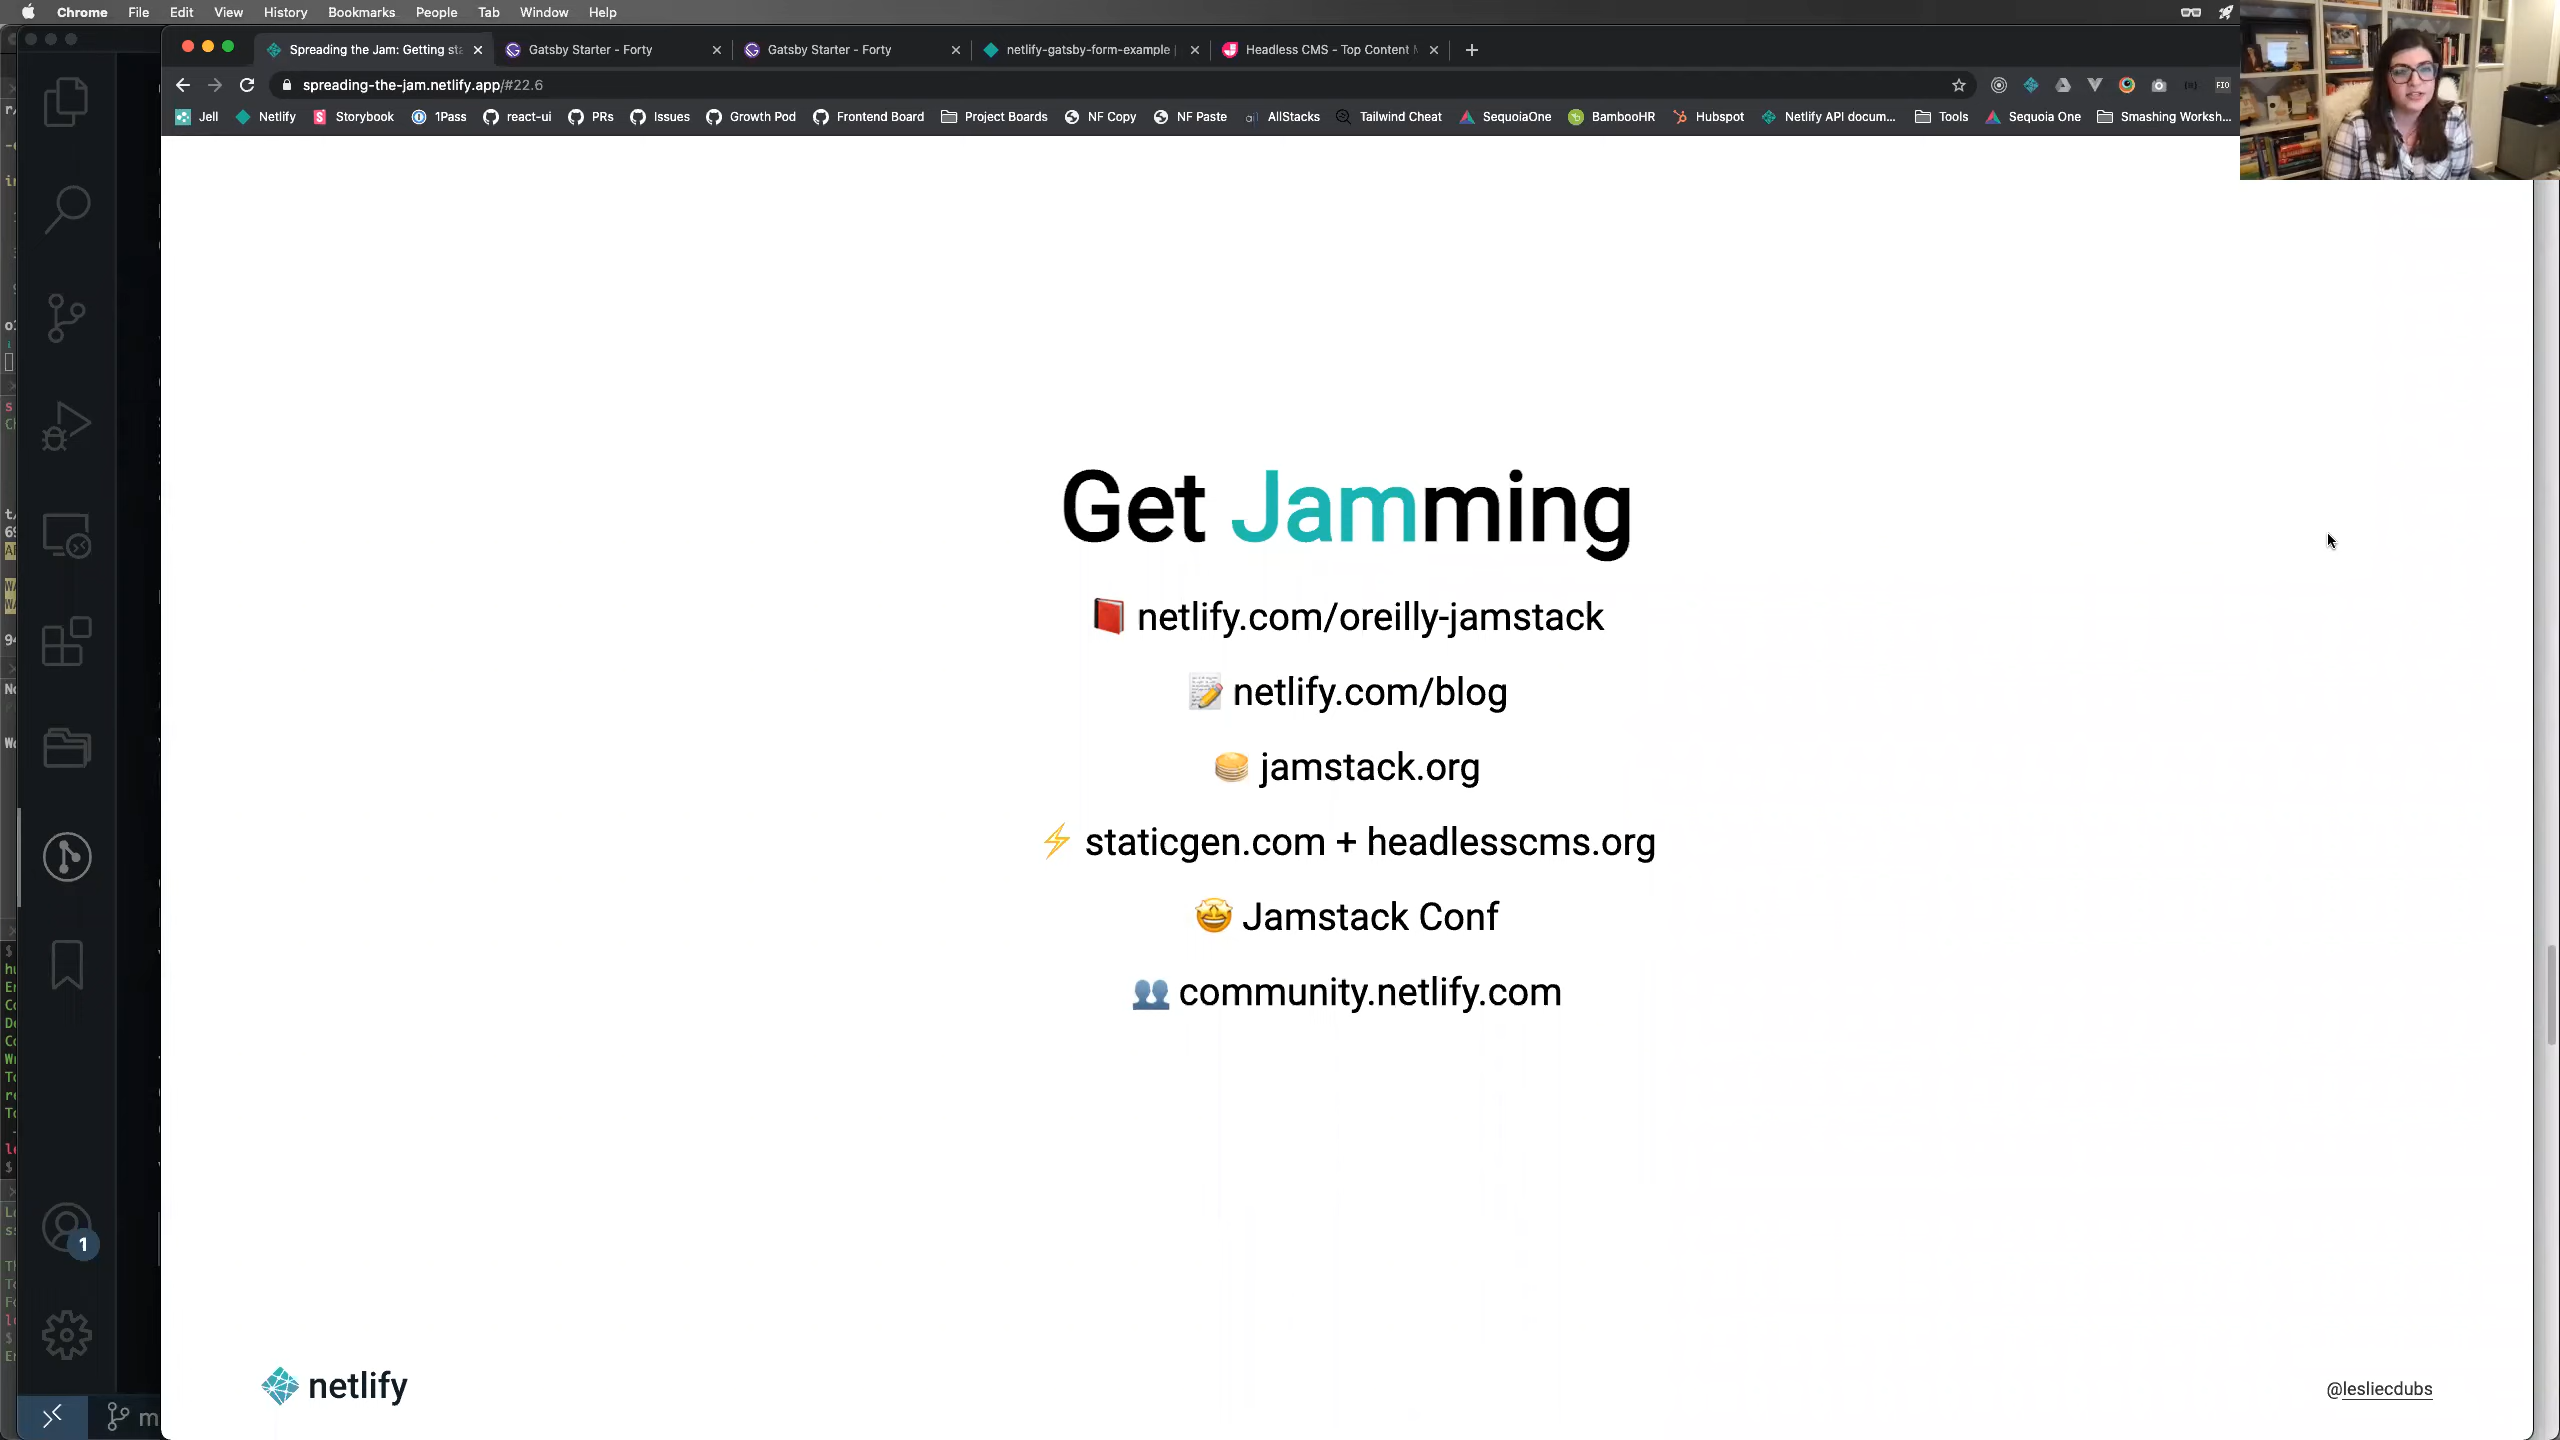 Chrome File Edit View History Bookmarks People Tab Window Help
Spreading the Jam: Getting sta
Gatsby Starter - Forty
Gatsby Starter - Forty
netlify-gatsby-form-example
Headless CMS - Top Content
spreading-the-jam.netlify.app/#22.6
FIO
Jell Netlify Storybook 1Pass react-ui PRs Issues Growth Pod Frontend Board Project Boards NF Copy NF Paste AllStacks Tailwind Cheat SequoiaOne BambooHR Hubspot Netlify API docum... Tools Sequoia One Smashing Worksh...
Get Jamming
netlify.com/oreilly-jamstack
netlify.com/blog
jamstack.org
staticgen.com + headlesscms.org
Jamstack Conf
community.netlify.com
1
netlify
@lesliecdubs